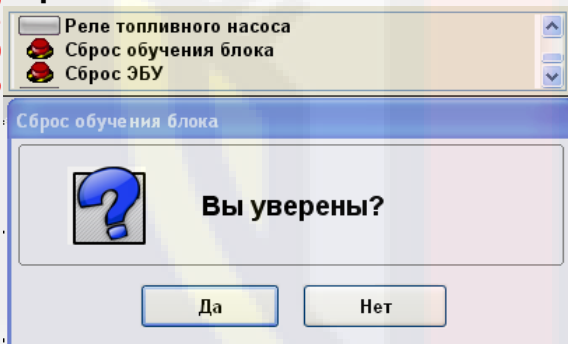 Реле топливного насоса
Сброс обучения блока
Сброс ЭБУ
Сброс обучения блока
Вы уверены?
Да Нет